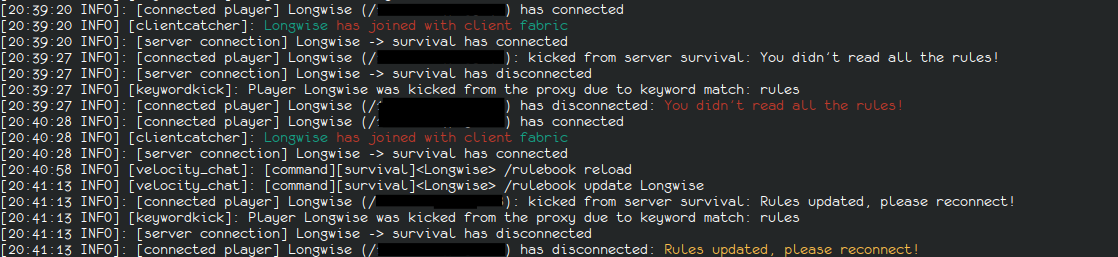 [20:39:20 INFO]: [connected player] Longwise (/ ) has connected
[20:39:20 INFO] [clientcatcher]: Longwise has joined with client fabric
[20:39:20 INFO]: [server connection] Longwise -> survival has connected
[20:39:27 INFO]: [connected player] Longwise (/ ): kicked from server survival: You didn't read all the rules!
[20:39:27 INFO]: [server connection] Longwise -> survival has disconnected
[20:39:27 INFO] [keywordkick]: Player Longwise was kicked from the proxy due to keyword match: rules
[20:39:27 INFO]: [connected player] Longwise (/ ) has disconnected: You didn't read all the rules!
[20:40:28 INFO]: [connected player] Longwise (/ ) has connected
[20:40:28 INFO] [clientcatcher]: Longwise has joined with client fabric
[20:40:28 INFO]: [server connection] Longwise -> survival has connected
[20:40:58 INFO] [velocity_chat]: [command][survival]<Longwise> /rulebook reload
[20:41:13 INFO] [velocity_chat]: [command][survival]<Longwise> /rulebook update Longwise
[20:41:13 INFO]: [connected player] Longwise (/ ): kicked from server survival: Rules updated, please reconnect!
[20:41:13 INFO] [keywordkick]: Player Longwise was kicked from the proxy due to keyword match: rules
[20:41:13 INFO]: [server connection] Longwise -> survival has disconnected
[20:41:13 INFO]: [connected player] Longwise (/ ) has disconnected: Rules updated, please reconnect!